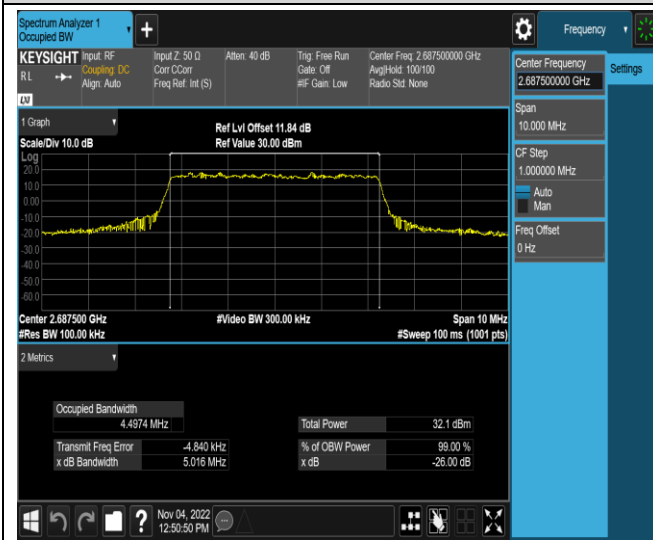 Spectrum Analyzer 1
Occupied BW
+
Frequency
KEYSIGHT
RL
LXI
Input: RF
Coupling: DC
Align: Auto
Input Z: 50 Ω
Corr CCorr
Freq Ref: Int (S)
Atten: 40 dB
Trig: Free Run
Gate: Off
#IF Gain: Low
Center Freq: 2.687500000 GHz
Avg|Hold: 100/100
Radio Std: None
Center Frequency
2.687500000 GHz
Settings
Span
10.000 MHz
CF Step
1.000000 MHz
Auto
Man
Freq Offset
0 Hz
1 Graph
Scale/Div 10.0 dB
Ref Lvl Offset 11.84 dB
Ref Value 30.00 dBm
Log
20.0
10.0
0.00
-10.0
-20.0
-30.0
-40.0
-50.0
-60.0
Center 2.687500 GHz
#Video BW 300.00 kHz
Span 10 MHz
#Res BW 100.00 kHz
#Sweep 100 ms (1001 pts)
2 Metrics
Occupied Bandwidth
4.4974 MHz
Total Power 32.1 dBm
Transmit Freq Error -4.840 kHz
% of OBW Power 99.00 %
x dB Bandwidth 5.016 MHz
x dB -26.00 dB
?
Nov 04, 2022
12:50:50 PM